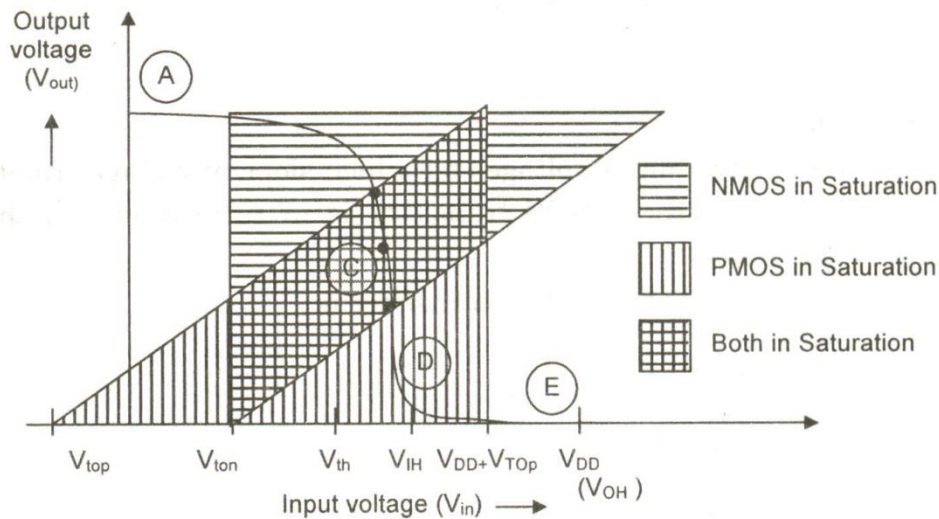 Output
voltage
(Vout)
A
NMOS in Saturation
PMOS in Saturation
C
Both in Saturation
D
E
Vtop
Vton
Vth
VIH
VDD+VTOp
VDD
(VOH )
Input voltage (Vin)